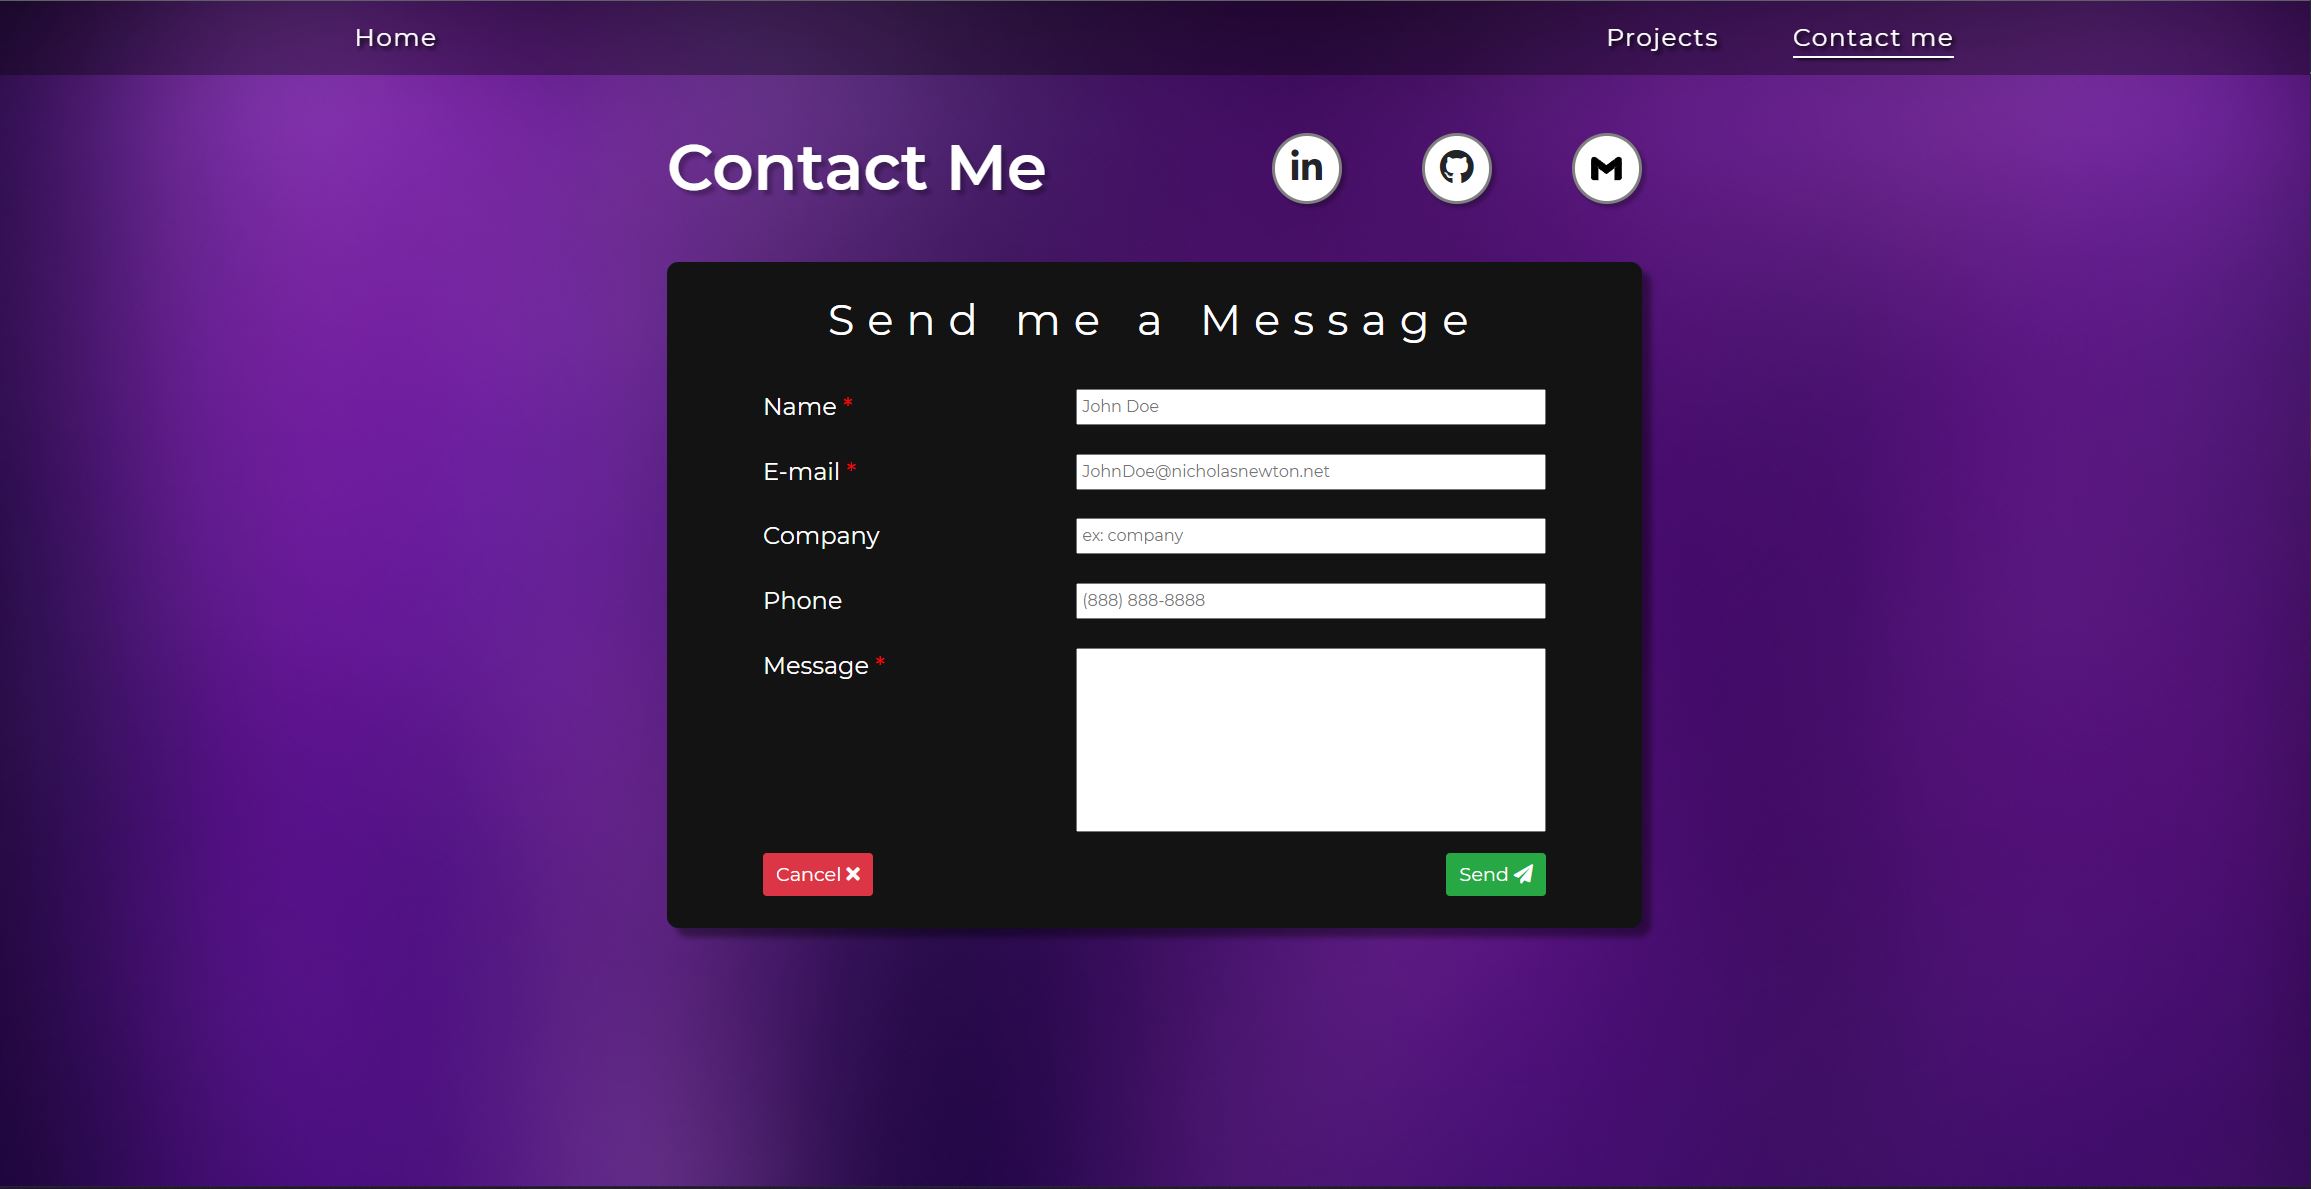 Home Projects Contact me
Contact Me in
Send me a Message
Name * John Doe
E-mail * JohnDoe@nicholasnewton.net
Company ex: company
Phone (888) 888-8888
Message *
Cancel Send